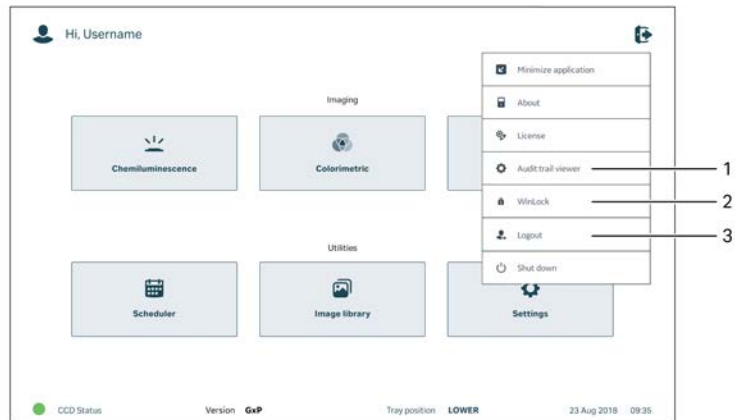 Hi, Username
Minimize application
About
License
Audit trail viewer
WinLock
Logout
Shut down
1
2
3
Imaging
Chemiluminescence
Colorimetric
Utilities
Scheduler
Image library
Settings
CCD Status
Version GxP
Tray position LOWER
23 Aug 2018 09:35